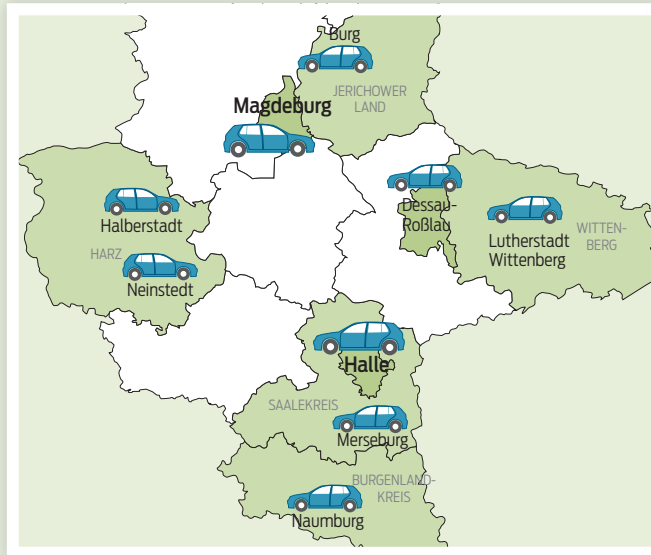 Burg
JERICHOWER
LAND
Magdeburg
Halberstadt
HARZ
Neinstedt
Dessau-
Roßlau
Lutherstadt
Wittenberg
WITTEN-
BERG
Halle
SAALEKREIS
Merseburg
BURGENLAND-
KREIS
Naumburg